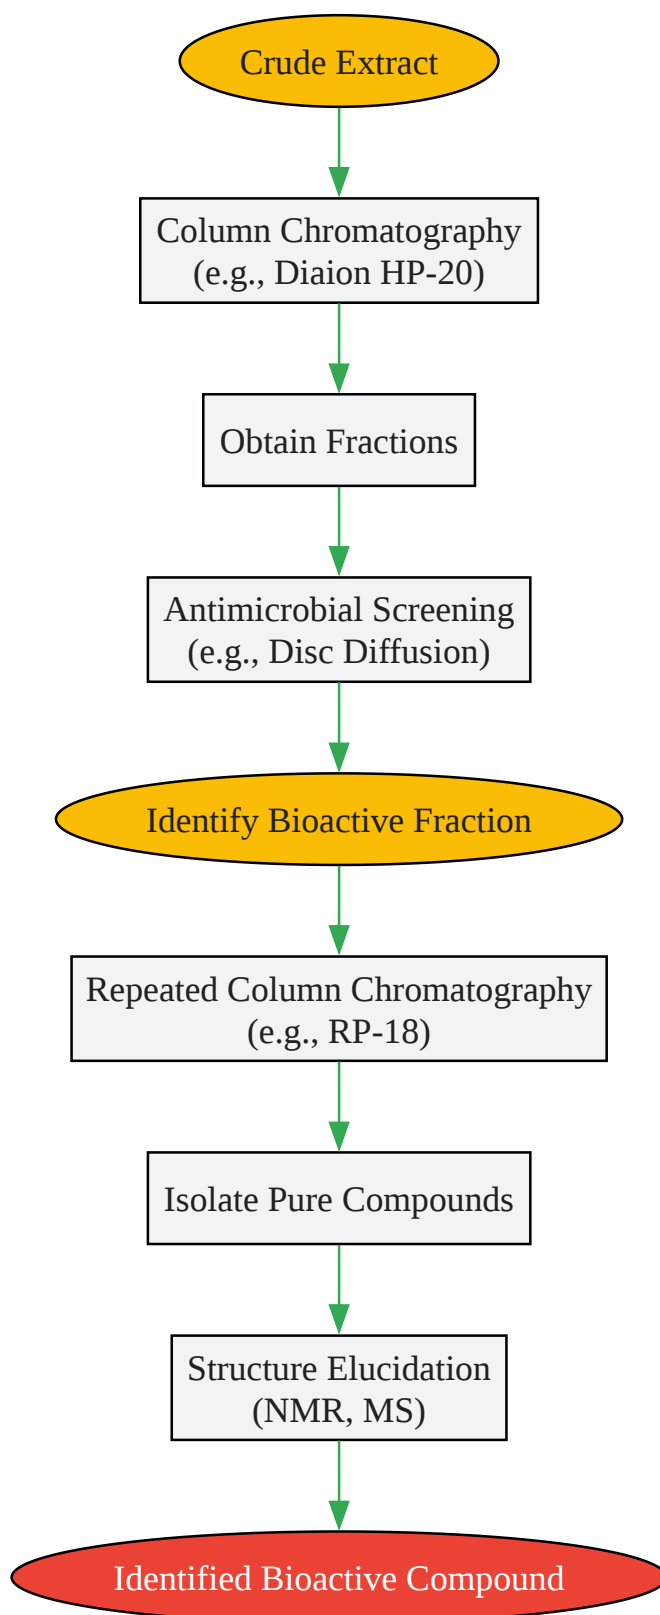 Crude Extract
Column Chromatography
(e.g., Diaion HP-20)
Obtain Fractions
Antimicrobial Screening
(e.g., Disc Diffusion)
Identify Bioactive Fraction
Repeated Column Chromatography
(e.g., RP-18)
Isolate Pure Compounds
Structure Elucidation
(NMR, MS)
Identified Bioactive Compound